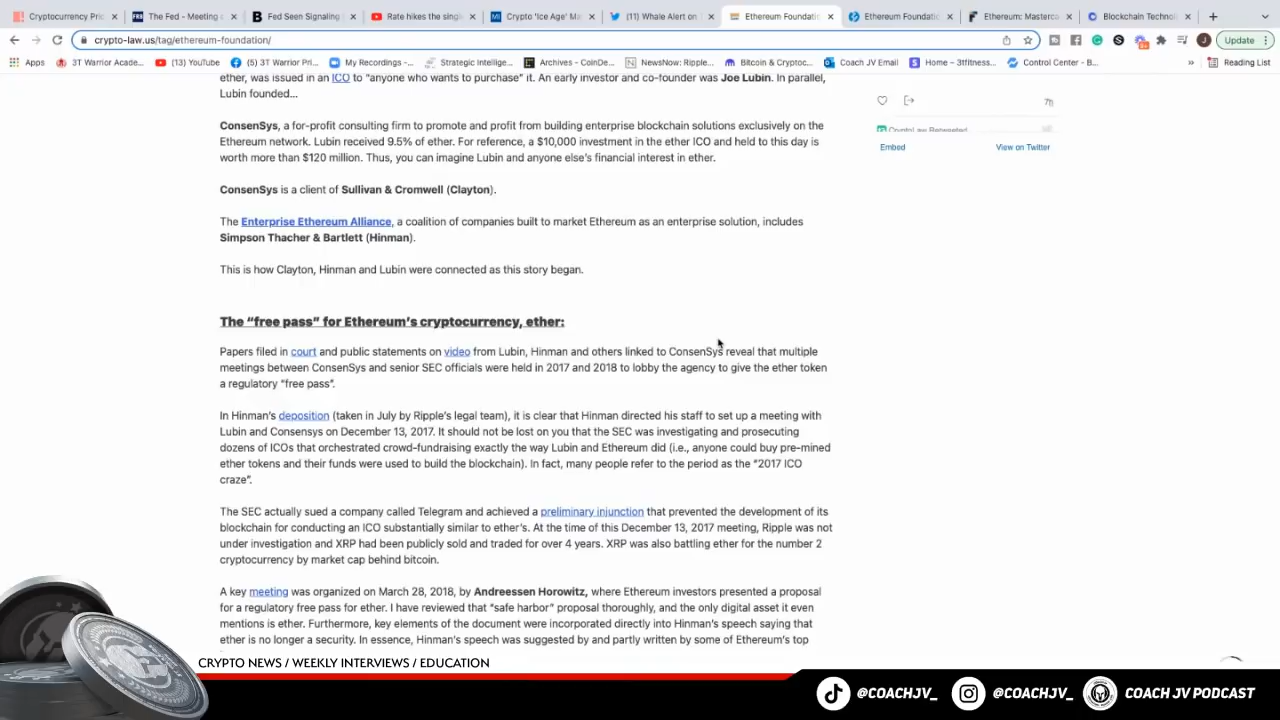 Cryptocurrency Pric
The Fed - Meeting c
Fed Seen Signaling
Rate hikes the singl
Crypto 'Ice Age' Ma
(11) Whale Alert on
Ethereum Foundatio
Ethereum Foundatio
Ethereum: Masterca
Blockchain Technol
crypto-law.us/tag/ethereum-foundation/
Update
Apps
3T Warrior Acade...
(13) YouTube
(5) 3T Warrior Pri...
My Recordings -...
Strategic Intellige...
Archives – CoinDe...
NewsNow: Ripple...
Bitcoin & Cryptoc...
Coach JV Email
Home – 3tfitness...
Control Center - B...
»
Reading List
ether, was issued in an ICO to “anyone who wants to purchase” it. An early investor and co-founder was Joe Lubin. In parallel,
Lubin founded…
ConsenSys, a for-profit consulting firm to promote and profit from building enterprise blockchain solutions exclusively on the
Ethereum network. Lubin received 9.5% of ether. For reference, a $10,000 investment in the ether ICO and held to this day is
worth more than $120 million. Thus, you can imagine Lubin and anyone else’s financial interest in ether.
ConsenSys is a client of Sullivan & Cromwell (Clayton).
The Enterprise Ethereum Alliance, a coalition of companies built to market Ethereum as an enterprise solution, includes
Simpson Thacher & Bartlett (Hinman).
This is how Clayton, Hinman and Lubin were connected as this story began.
The “free pass” for Ethereum’s cryptocurrency, ether:
Papers filed in court and public statements on video from Lubin, Hinman and others linked to ConsenSys reveal that multiple
meetings between ConsenSys and senior SEC officials were held in 2017 and 2018 to lobby the agency to give the ether token
a regulatory “free pass”.
In Hinman’s deposition (taken in July by Ripple’s legal team), it is clear that Hinman directed his staff to set up a meeting with
Lubin and Consensys on December 13, 2017. It should not be lost on you that the SEC was investigating and prosecuting
dozens of ICOs that orchestrated crowd-fundraising exactly the way Lubin and Ethereum did (i.e., anyone could buy pre-mined
ether tokens and their funds were used to build the blockchain). In fact, many people refer to the period as the “2017 ICO
craze”.
The SEC actually sued a company called Telegram and achieved a preliminary injunction that prevented the development of its
blockchain for conducting an ICO substantially similar to ether’s. At the time of this December 13, 2017 meeting, Ripple was not
under investigation and XRP had been publicly sold and traded for over 4 years. XRP was also battling ether for the number 2
cryptocurrency by market cap behind bitcoin.
A key meeting was organized on March 28, 2018, by Andreessen Horowitz, where Ethereum investors presented a proposal
for a regulatory free pass for ether. I have reviewed that “safe harbor” proposal thoroughly, and the only digital asset it even
mentions is ether. Furthermore, key elements of the document were incorporated directly into Hinman’s speech saying that
ether is no longer a security. In essence, Hinman’s speech was suggested by and partly written by some of Ethereum’s top
CryptoLaw Retweeted
Embed
View on Twitter
CRYPTO NEWS / WEEKLY INTERVIEWS / EDUCATION
@COACHJV_
@COACHJV_
COACH JV PODCAST